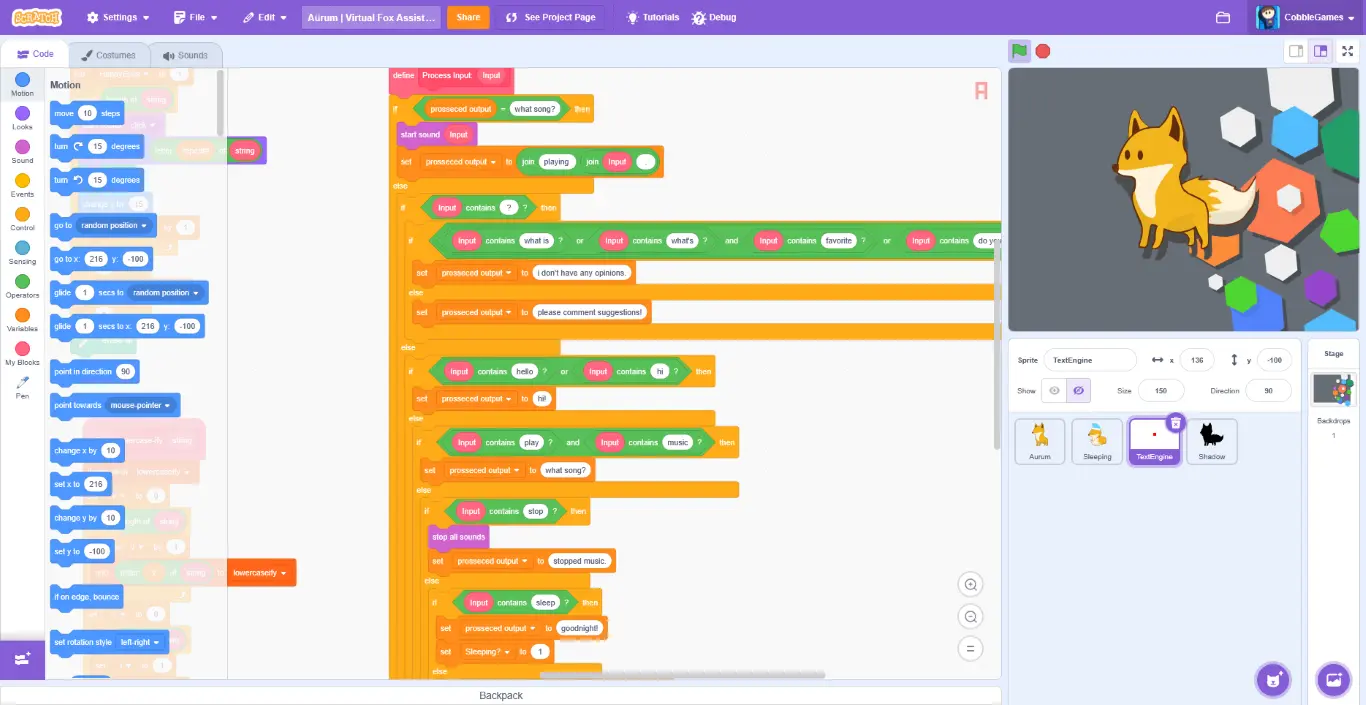 SCRATCH Settings File Edit Aurum | Virtual Fox Assist... Share See Project Page Tutorials Debug CobbleGames
Code Costumes Sounds
Motion
Looks
Sound
Events
Control
Sensing
Operators
Variables
My Blocks
Pen
Motion
move 10 steps
turn 15 degrees
turn 15 degrees
go to random position
go to x: 216 y: -100
glide 1 secs to random position
glide 1 secs to x: 216 y: -100
point in direction 90
point towards mouse-pointer
change x by 10
set x to 216
change y by 10
set y to -100
if on edge, bounce
set rotation style left-right
string
lowercaseify
define Process Input Input
if prosseced output = what song? then
start sound Input
set prosseced output to join playing join Input .
else
if Input contains ? ? then
if Input contains what is ? or Input contains what's ? and Input contains favorite ? or Input contains do you
set prosseced output to i don't have any opinions.
else
set prosseced output to please comment suggestions!
else
if Input contains hello ? or Input contains hi ? then
set prosseced output to hi!
else
if Input contains play ? and Input contains music ? then
set prosseced output to what song?
else
if Input contains stop ? then
stop all sounds
set prosseced output to stopped music.
else
if Input contains sleep ? then
set prosseced output to goodnight!
set Sleeping? to 1
else
Backpack
Sprite TextEngine x 136 y -100
Show Size 150 Direction 90
Aurum Sleeping TextEngine Shadow
Stage
Backdrops
1